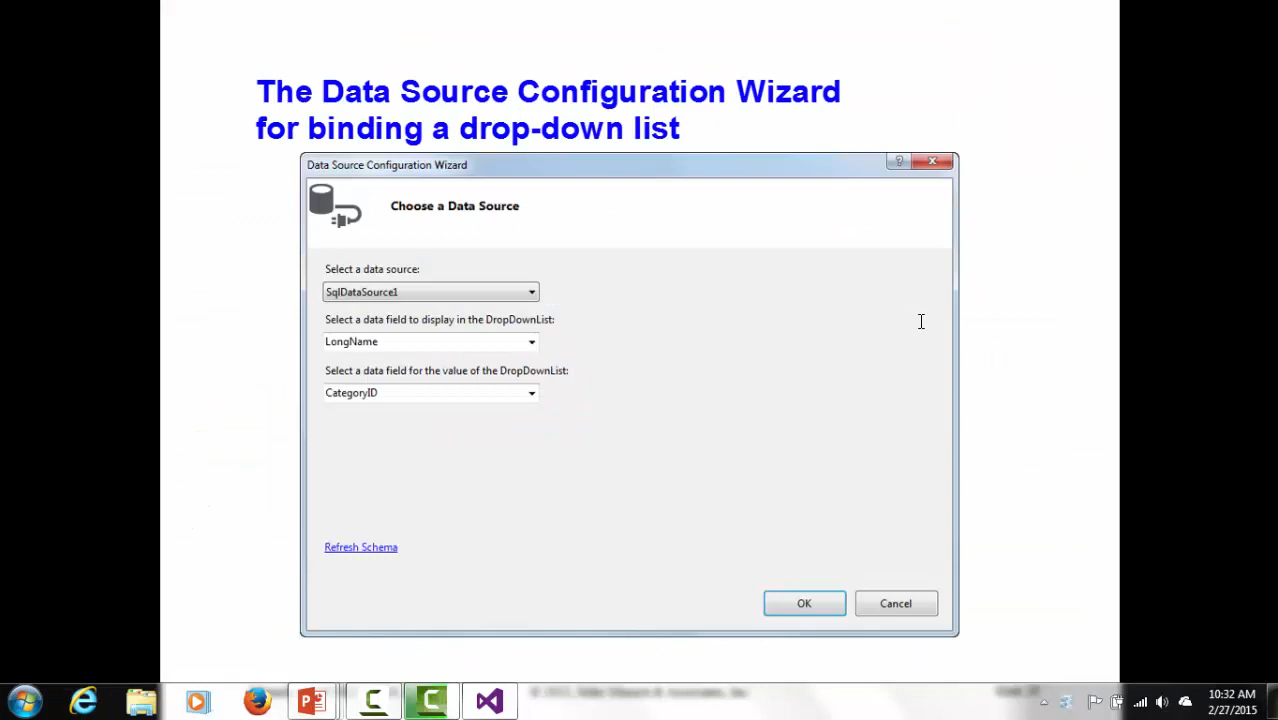 The Data Source Configuration Wizard
for binding a drop-down list
Data Source Configuration Wizard
?
Choose a Data Source
Select a data source:
SqlDataSource1
Select a data field to display in the DropDownList:
LongName
Select a data field for the value of the DropDownList:
CategoryID
Refresh Schema
OK
Cancel
10:32 AM
2/27/2015